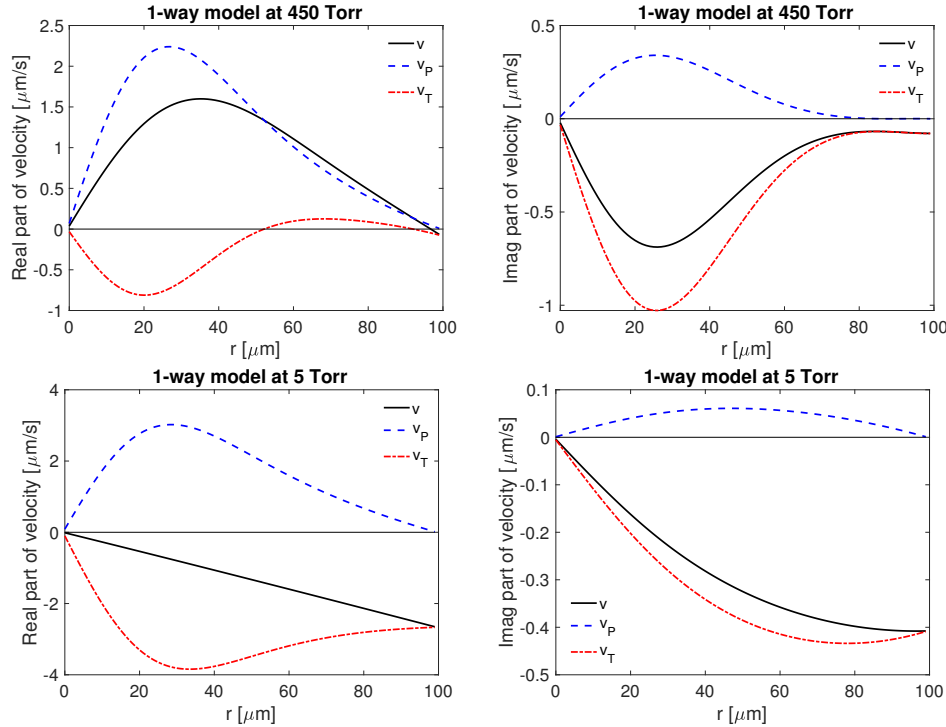 1-way model at 450 Torr
Real part of velocity [μm/s]
2.5
2
1.5
1
0.5
0
-0.5
-1
0 20 40 60 80 100
r [μm]
v
v_P
v_T
1-way model at 450 Torr
Imag part of velocity [μm/s]
0.5
0
-0.5
-1
0 20 40 60 80 100
r [μm]
v
v_P
v_T
1-way model at 5 Torr
Real part of velocity [μm/s]
4
2
0
-2
-4
0 20 40 60 80 100
r [μm]
v
v_P
v_T
1-way model at 5 Torr
Imag part of velocity [μm/s]
0.1
0
-0.1
-0.2
-0.3
-0.4
-0.5
0 20 40 60 80 100
r [μm]
v
v_P
v_T